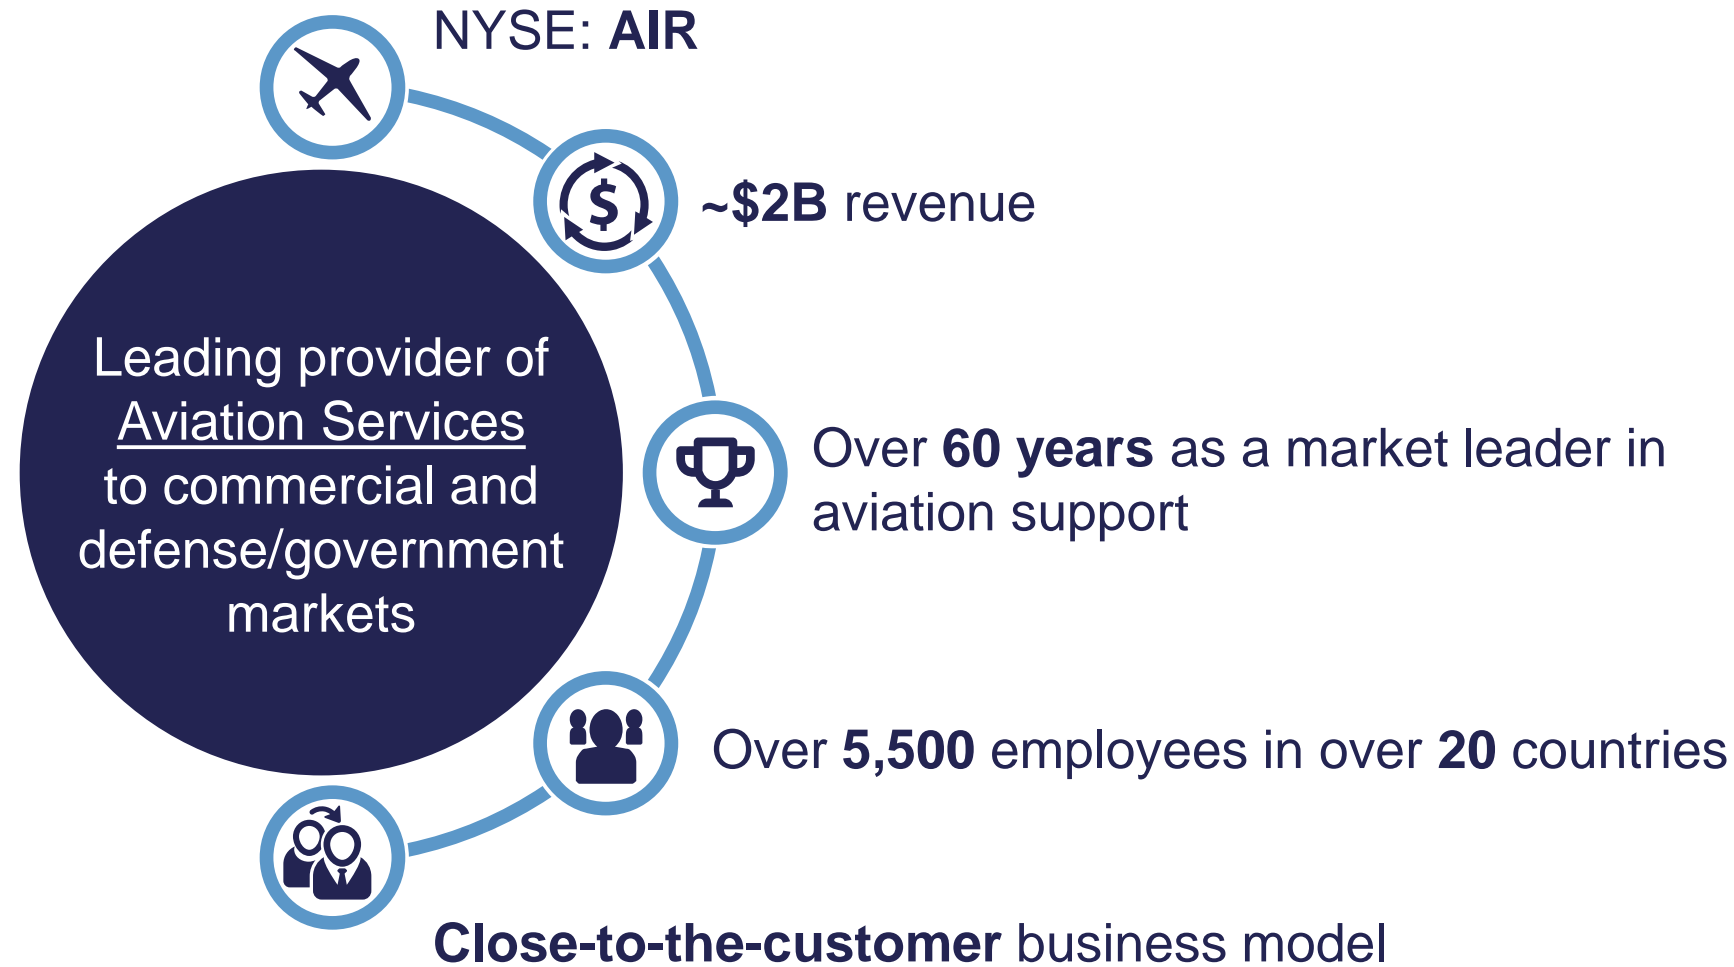 NYSE: AIR
~$2B revenue
Leading provider of
Aviation Services
to commercial and
defense/government
markets
Over 60 years as a market leader in
aviation support
Over 5,500 employees in over 20 countries
Close-to-the-customer business model